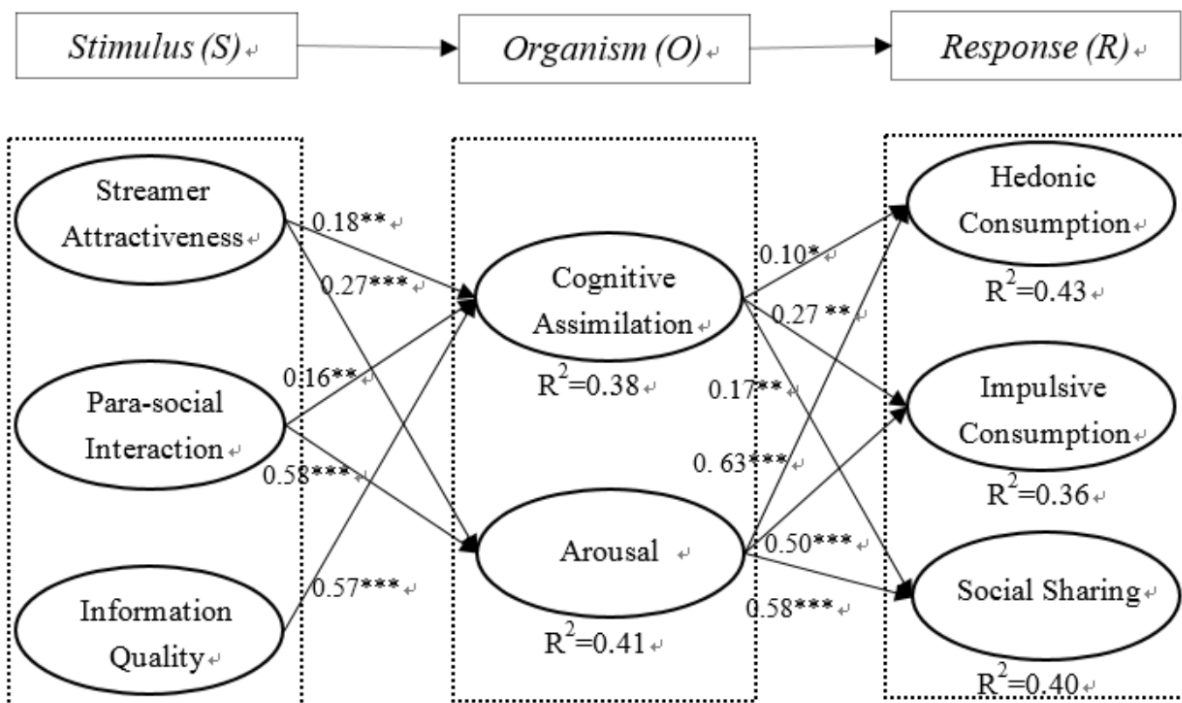 Stimulus (S)
Organism (O)
Response (R)
Streamer
Attractiveness
Para-social
Interaction
Information
Quality
0.18**
0.27***
0.16**
0.58***
0.57***
Cognitive
Assimilation
R²=0.38
Arousal
R²=0.41
0.10*
0.27 **
0.17**
0. 63***
0.50***
0.58***
Hedonic
Consumption
R²=0.43
Impulsive
Consumption
R²=0.36
Social Sharing
R²=0.40